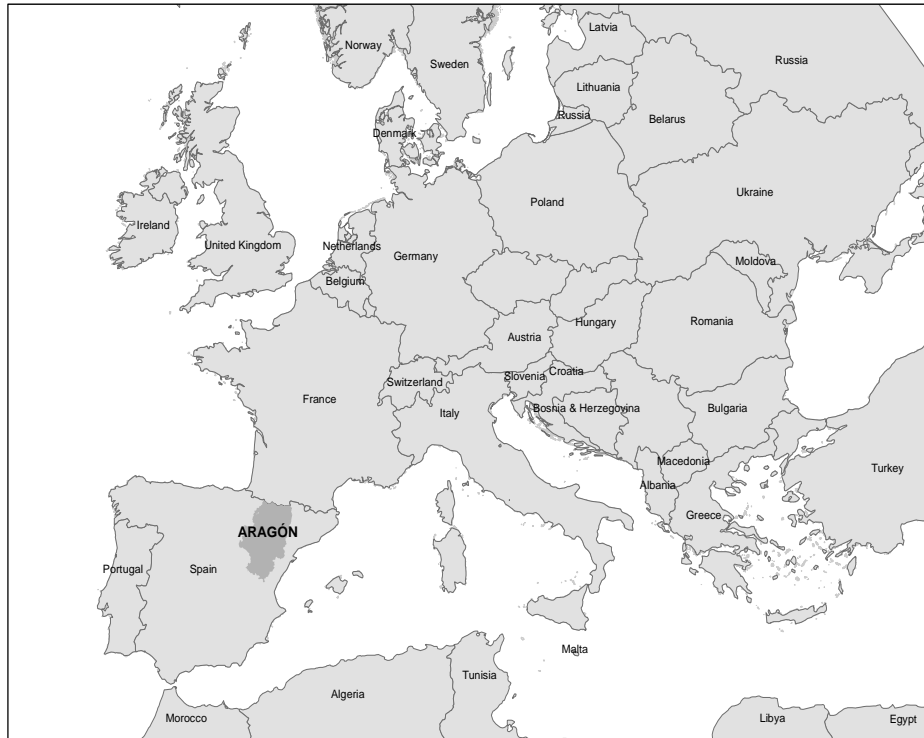 Latvia
Norway
Sweden
Russia
Lithuania
Russia
Belarus
Denmark
Ukraine
Poland
Ireland
United Kingdom
Netherlands
Germany
Moldova
Belgium
Hungary
Romania
Austria
Croatia
Slovenia
Switzerland
France
Italy
Bosnia & Herzegovina
Bulgaria
Macedonia
Turkey
Albania
Greece
ARAGÓN
Portugal
Spain
Malta
Tunisia
Algeria
Morocco
Libya
Egypt